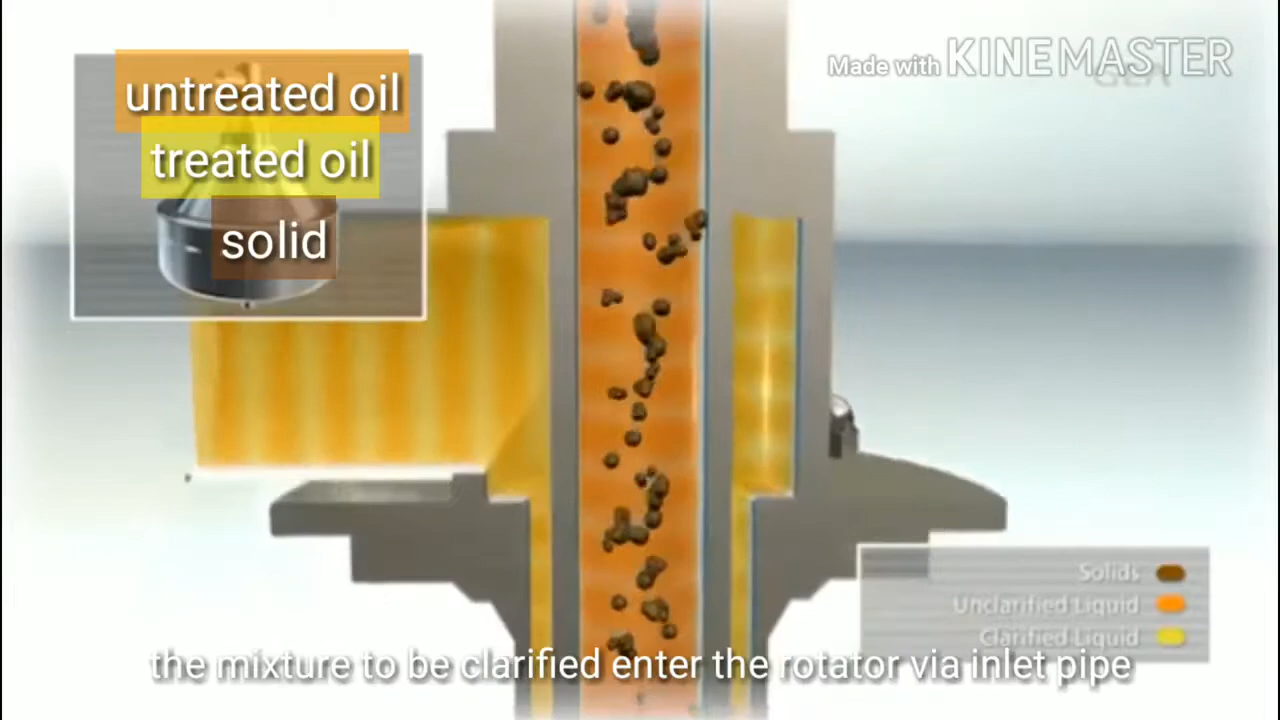 untreated oil
treated oil
solid
Made with KINEMASTER
GEA
Solids
Unclarified Liquid
Clarified Liquid
the mixture to be clarified enter the rotator via inlet pipe